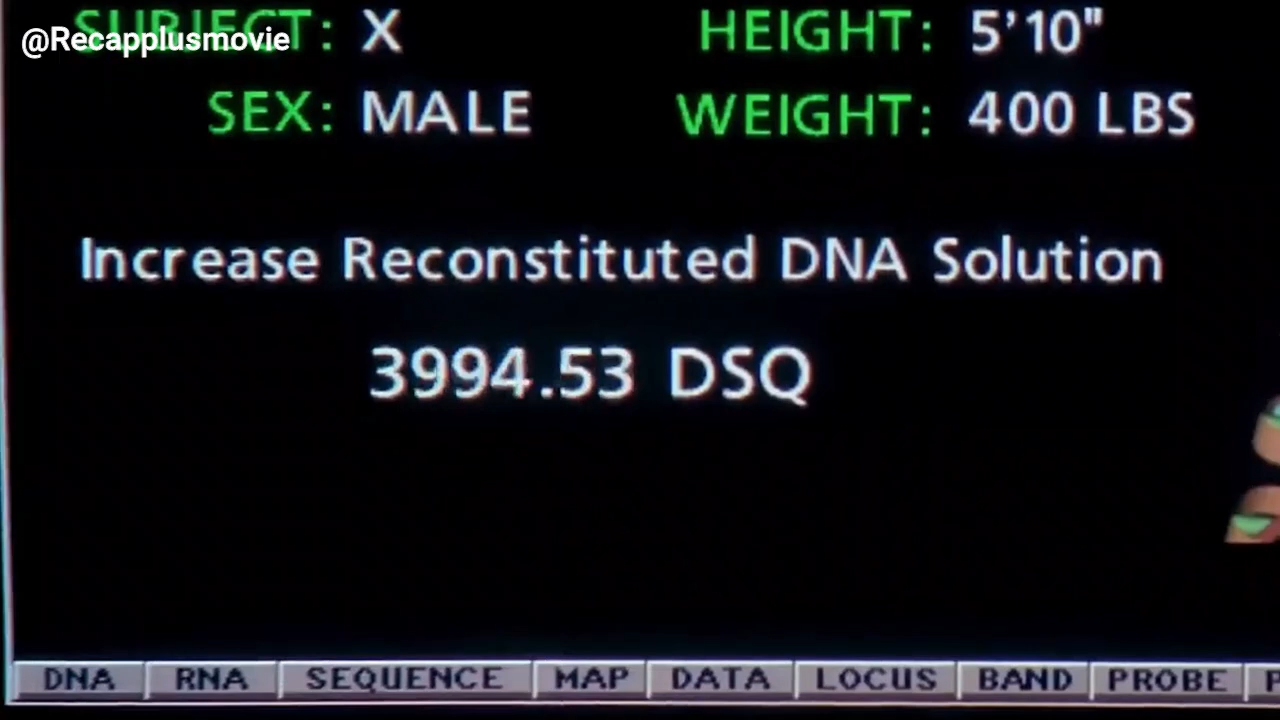 @Recapplusmovie
SUBJECT: X HEIGHT: 5'10"
SEX: MALE WEIGHT: 400 LBS
Increase Reconstituted DNA Solution
3994.53 DSQ
DNA RNA SEQUENCE MAP DATA LOCUS BAND PROBE